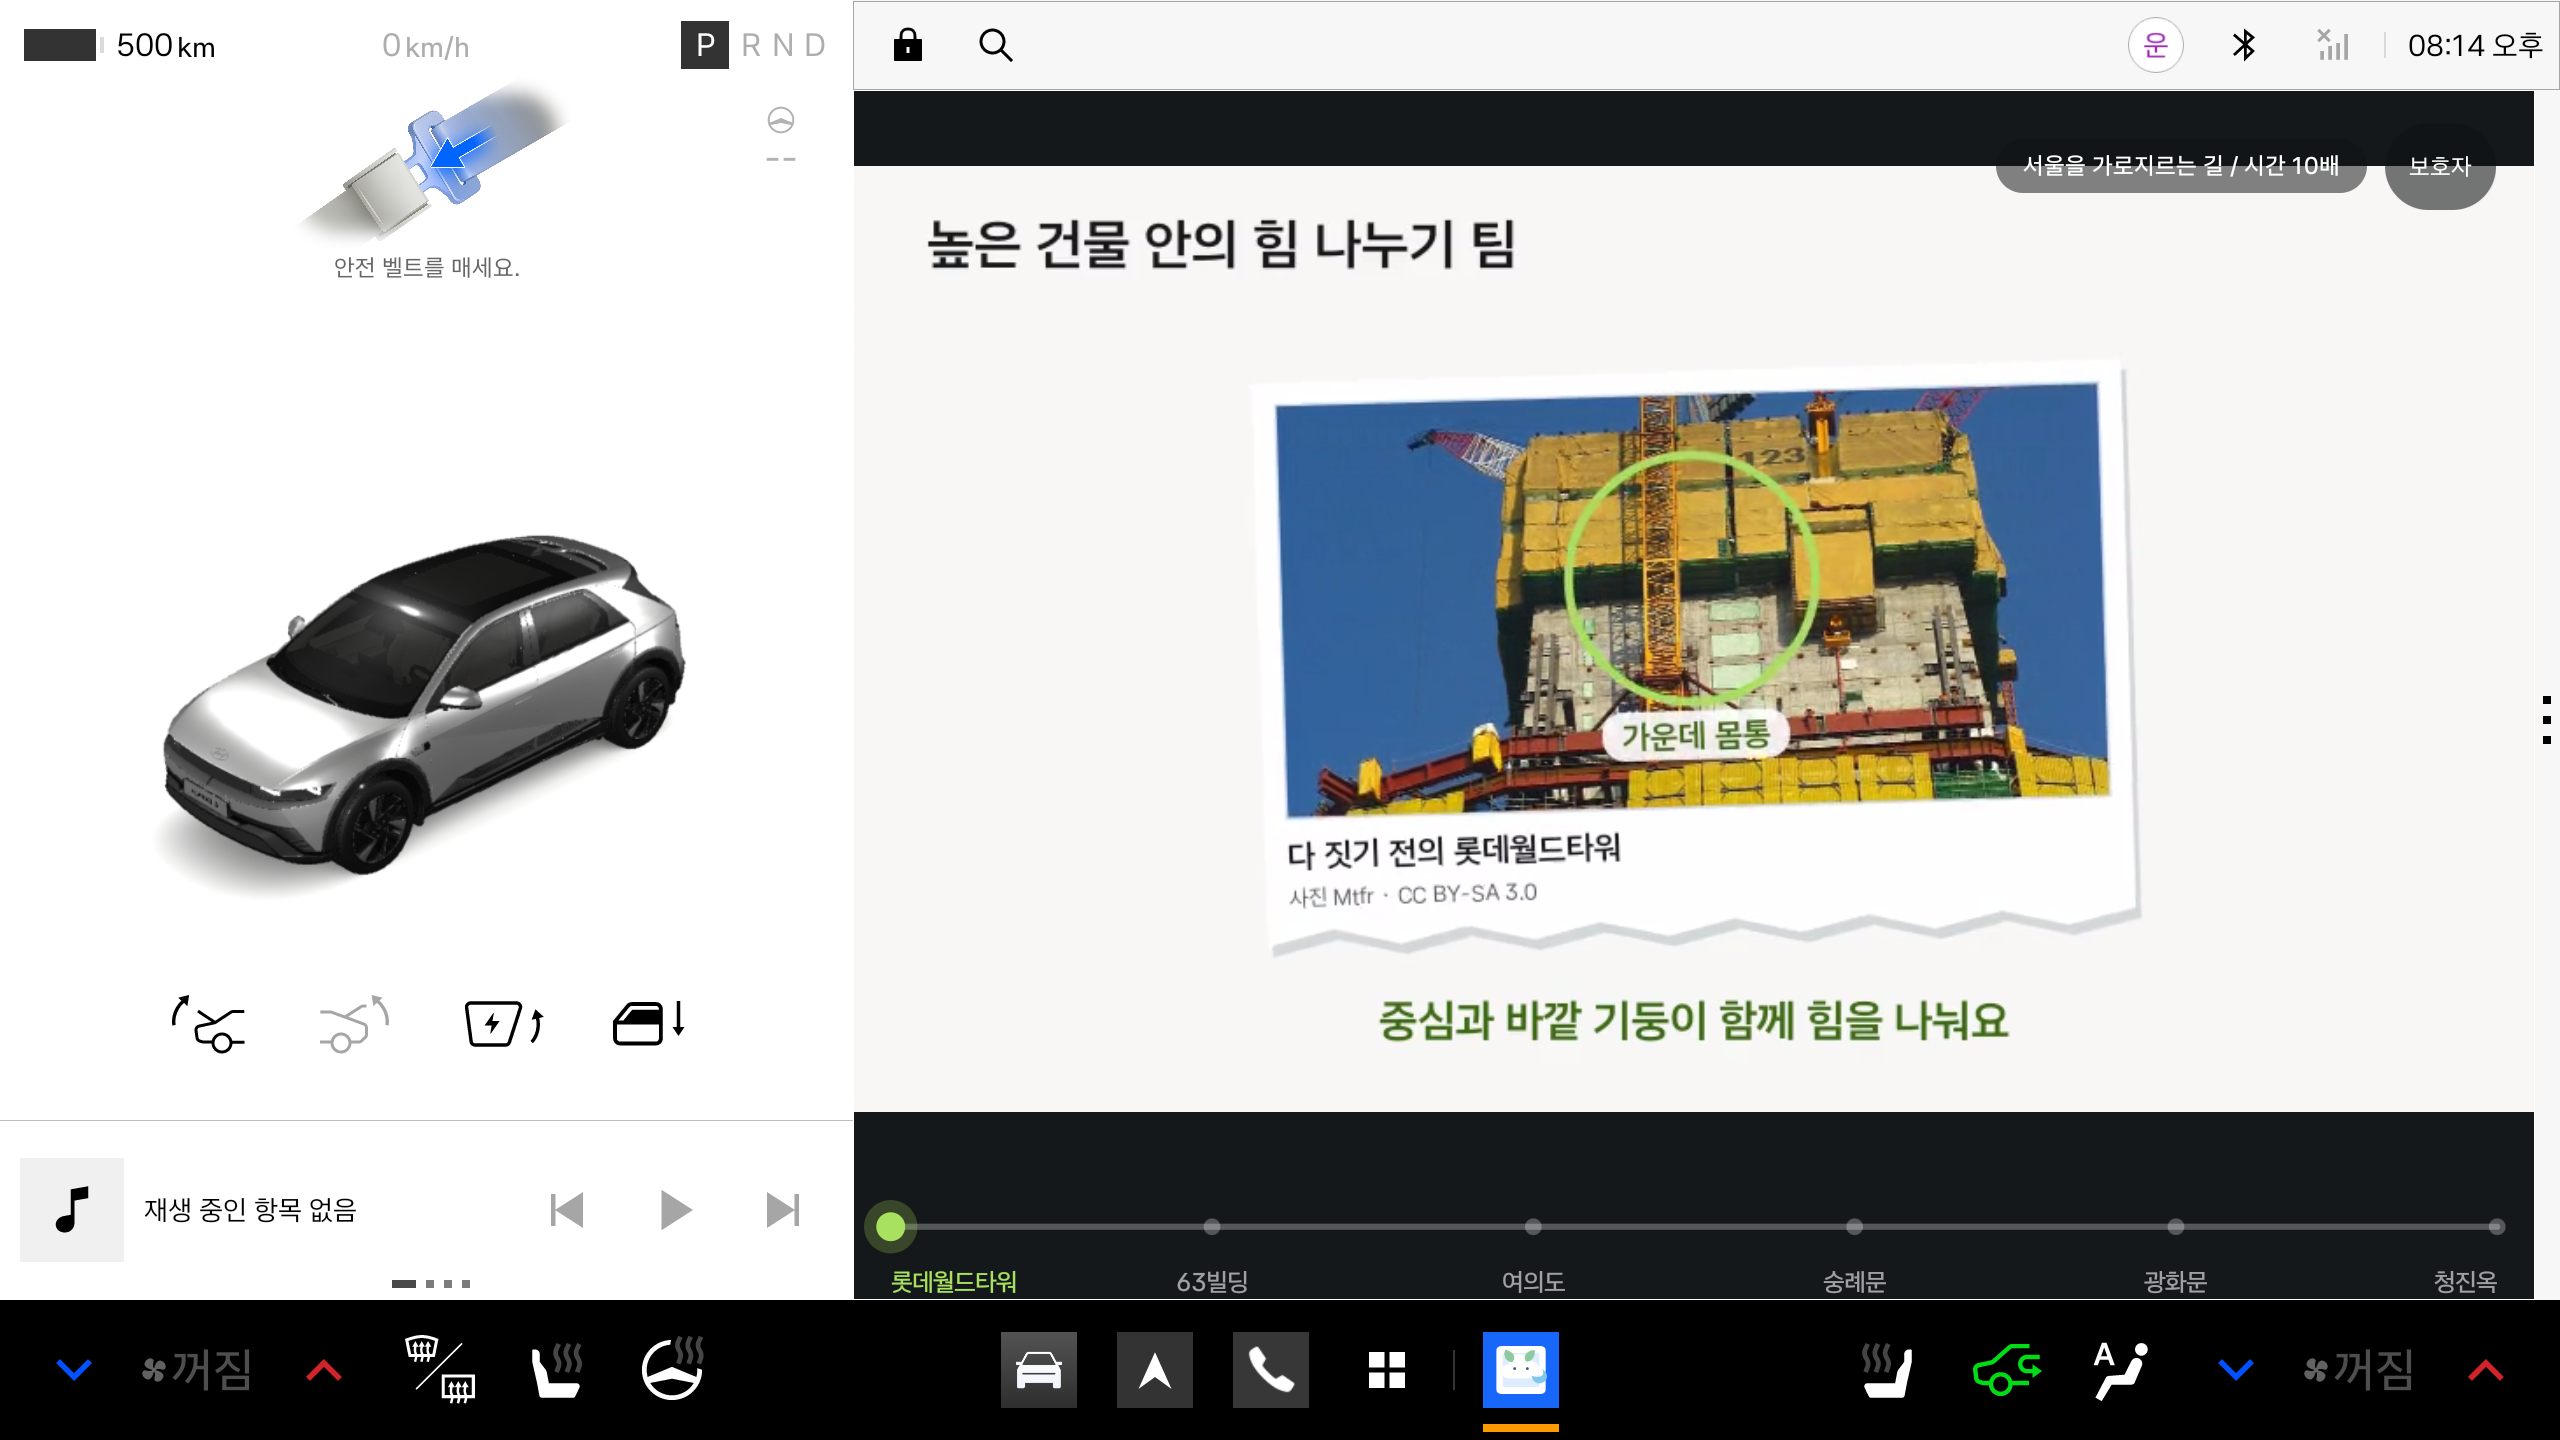 500 km
0 km/h
P R N D
08:14 오후
운
안전 벨트를 매세요.
서울을 가로지르는 길 / 시간 10배
보호자
높은 건물 안의 힘 나누기 팀
123
가운데 몸통
다 짓기 전의 롯데월드타워
사진 Mtfr · CC BY-SA 3.0
중심과 바깥 기둥이 함께 힘을 나눠요
재생 중인 항목 없음
롯데월드타워
63빌딩
여의도
숭례문
광화문
청진옥
꺼짐
A
꺼짐